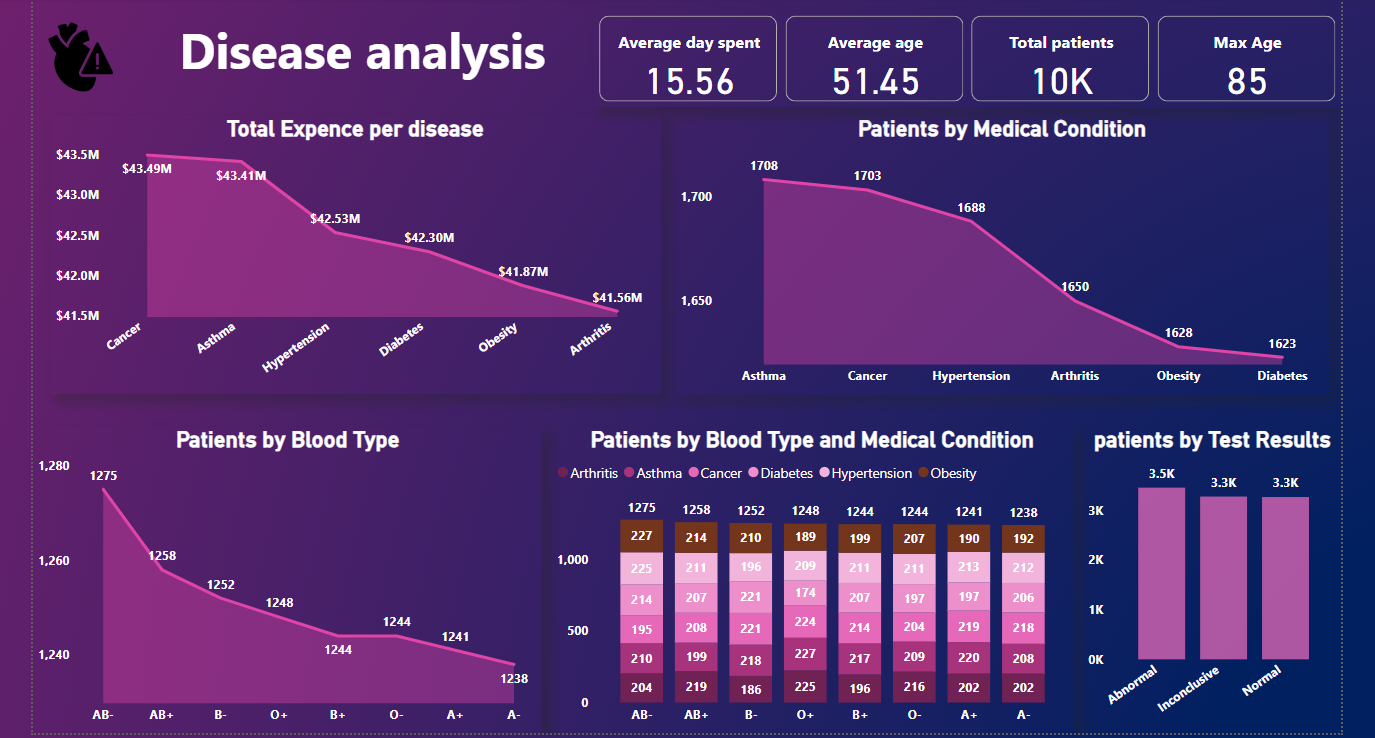 Disease analysis
Average day spent
15.56
Average age
51.45
Total patients
10K
Max Age
85
Total Expence per disease
$43.5M
$43.0M
$42.5M
$42.0M
$41.5M
$43.49M
$43.41M
$42.53M
$42.30M
$41.87M
$41.56M
Cancer
Asthma
Hypertension
Diabetes
Obesity
Arthritis
Patients by Medical Condition
1,700
1,650
1708
1703
1688
1650
1628
1623
Asthma
Cancer
Hypertension
Arthritis
Obesity
Diabetes
Patients by Blood Type
1,280
1,260
1,240
1275
1258
1252
1248
1244
1244
1241
1238
AB-
AB+
B-
O+
B+
O-
A+
A-
Patients by Blood Type and Medical Condition
Arthritis Asthma Cancer Diabetes Hypertension Obesity
1,000
500
0
1275 1258 1252 1248 1244 1244 1241 1238
227 214 210 189 199 207 190 192
225 211 196 209 211 211 213 212
214 207 221 174 207 197 197 206
195 208 221 224 214 204 219 218
210 199 218 227 217 209 220 208
204 219 186 225 196 216 202 202
AB- AB+ B- O+ B+ O- A+ A-
patients by Test Results
3K
2K
1K
0K
3.5K
3.3K
3.3K
Abnormal
Inconclusive
Normal